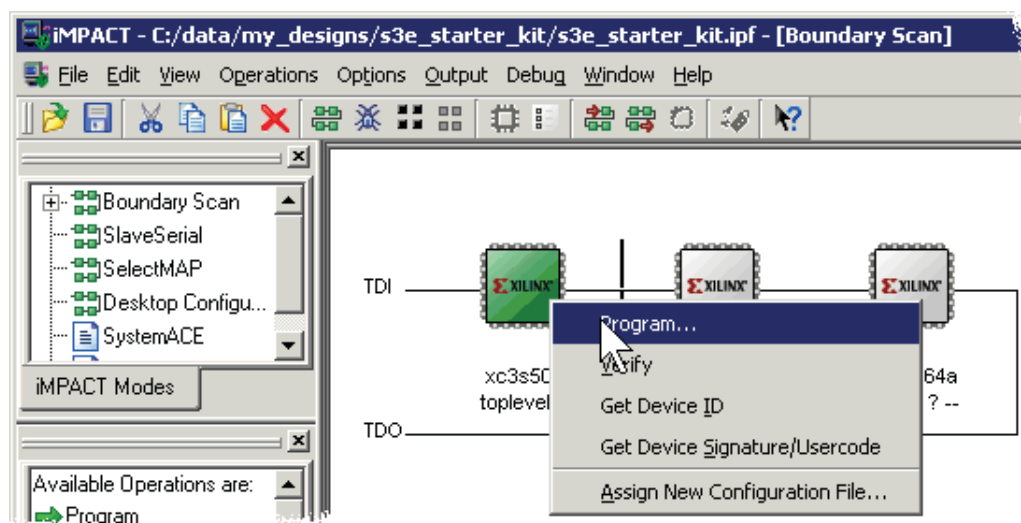 iMPACT - C:/data/my_designs/s3e_starter_kit/s3e_starter_kit.ipf - [Boundary Scan]
File Edit View Operations Options Output Debug Window Help
Boundary Scan
SlaveSerial
SelectMAP
Desktop Configu...
SystemACE
iMPACT Modes
Available Operations are:
Program
TDI
XILINX
XILINX
XILINX
xc3s50
toplevel
64a
? --
TDO
Program...
Verify
Get Device ID
Get Device Signature/Usercode
Assign New Configuration File...